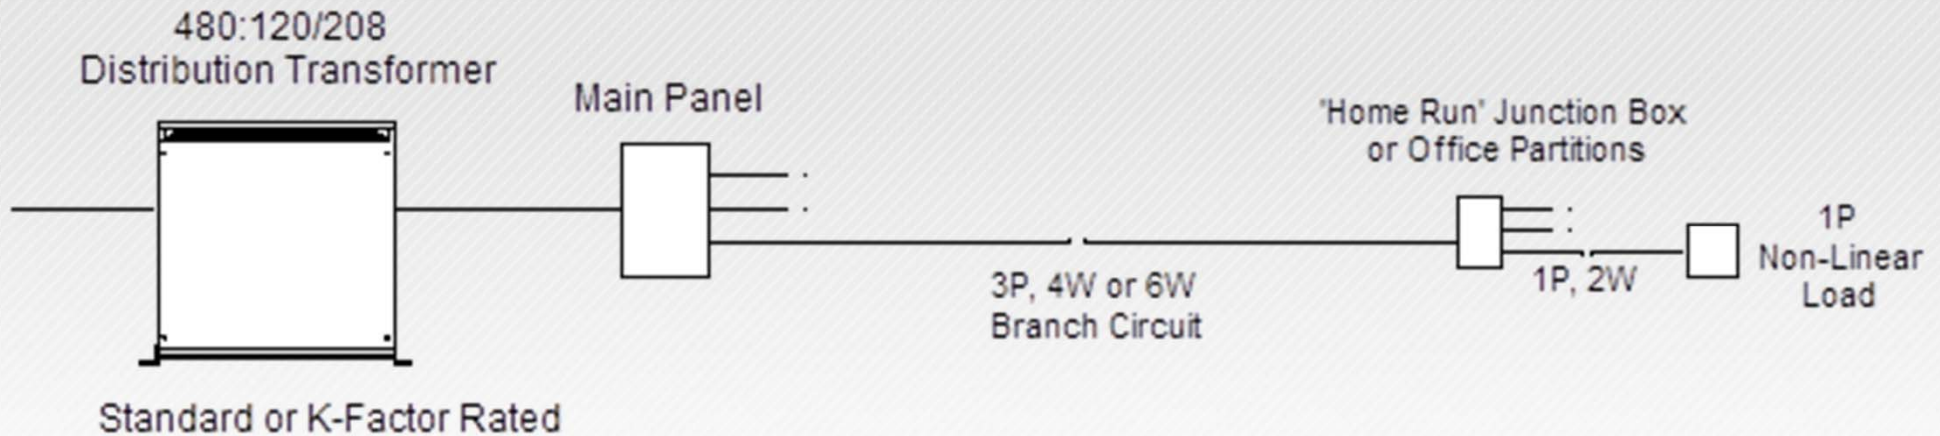 480:120/208
Distribution Transformer
Main Panel
'Home Run' Junction Box
or Office Partitions
1P
Non-Linear
Load
1P, 2W
3P, 4W or 6W
Branch Circuit
Standard or K-Factor Rated